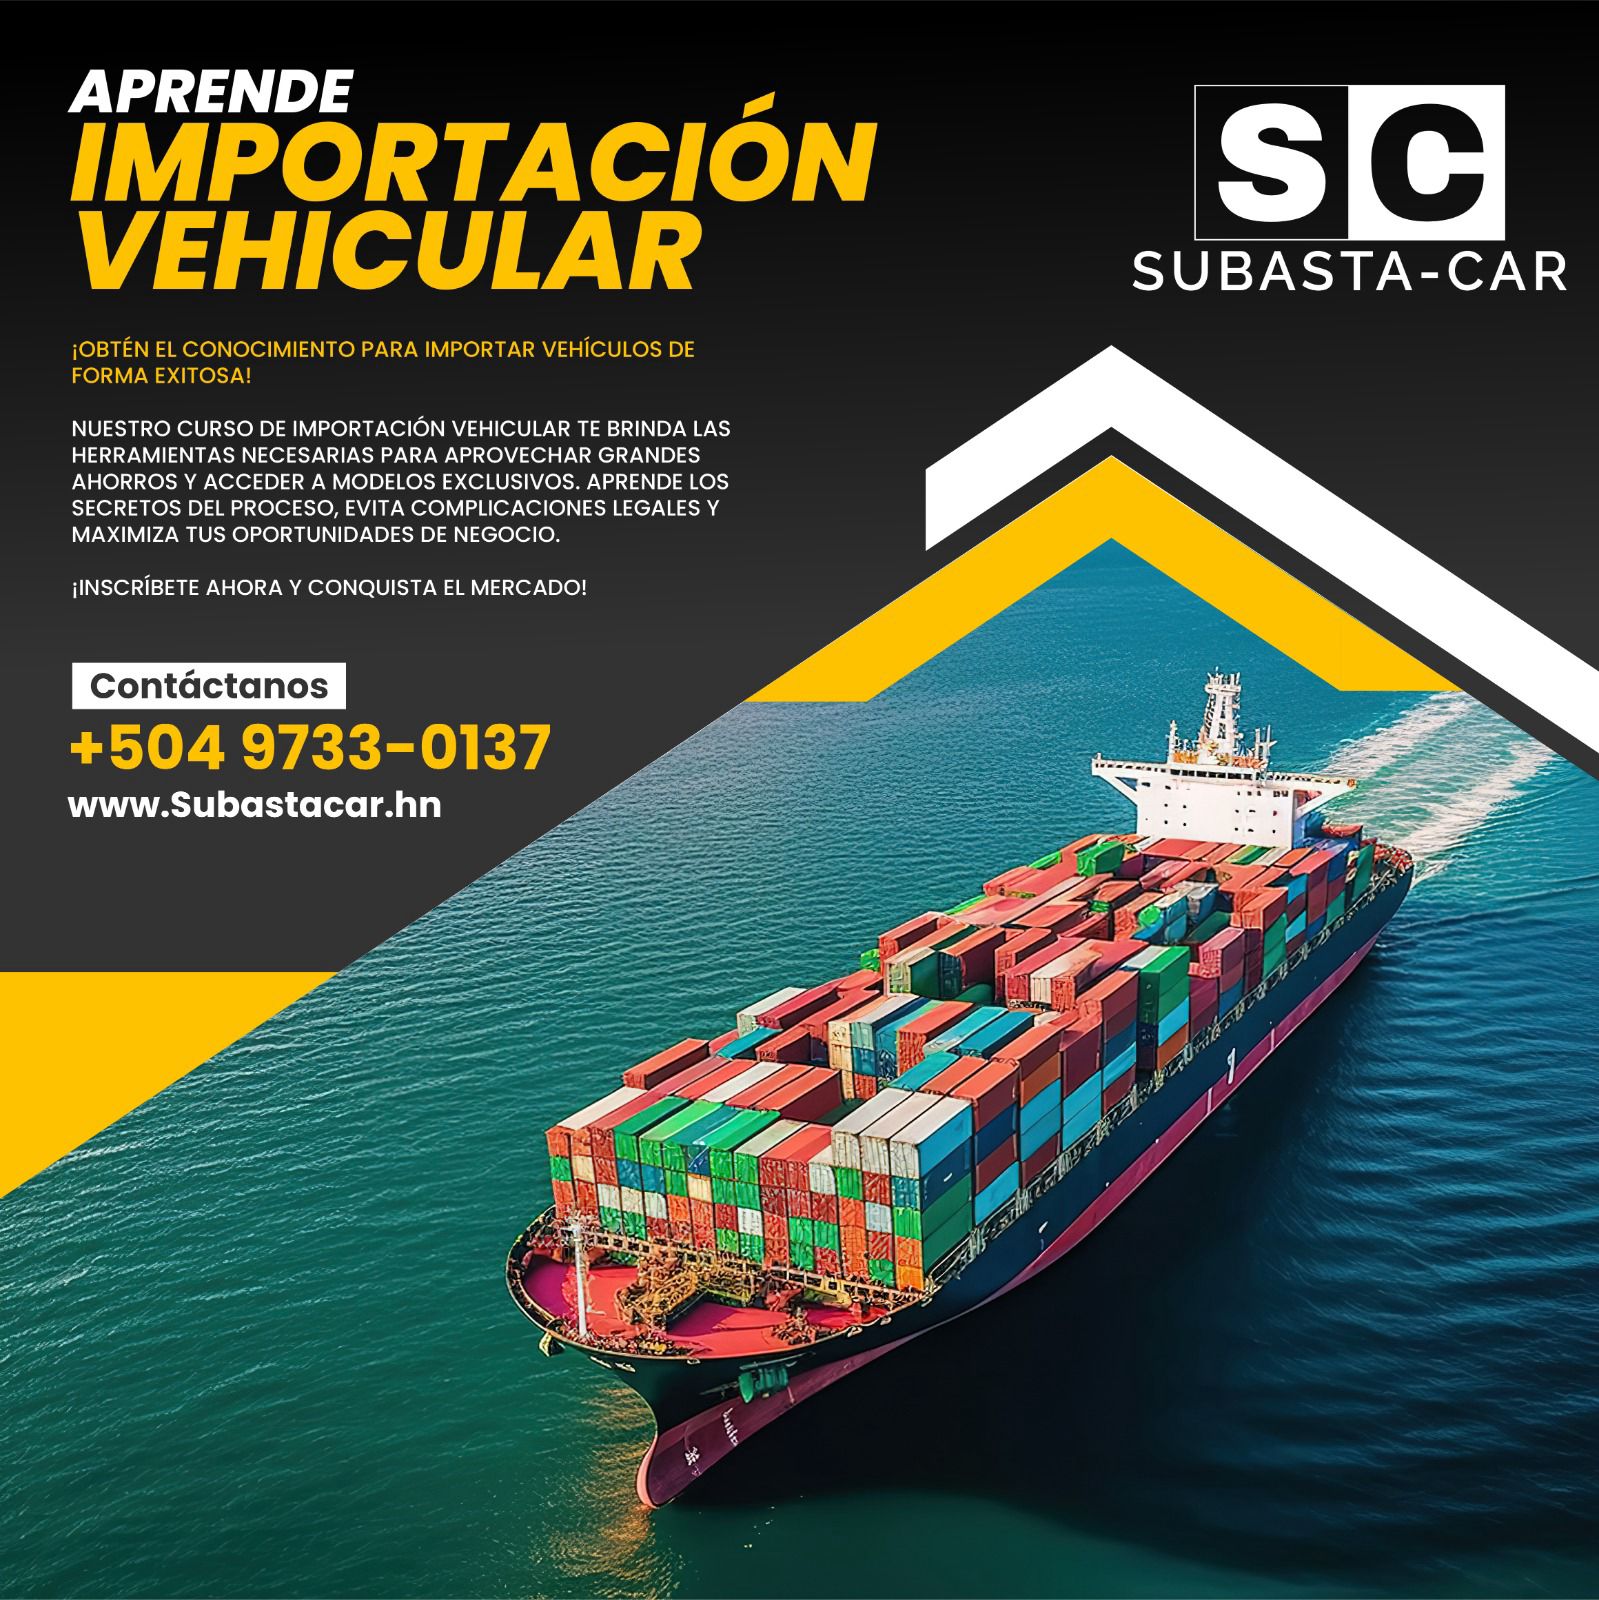 APRENDE
IMPORTACIÓN
VEHICULAR
SC
SUBASTA-CAR
¡OBTÉN EL CONOCIMIENTO PARA IMPORTAR VEHÍCULOS DE
FORMA EXITOSA!
NUESTRO CURSO DE IMPORTACIÓN VEHICULAR TE BRINDA LAS
HERRAMIENTAS NECESARIAS PARA APROVECHAR GRANDES
AHORROS Y ACCEDER A MODELOS EXCLUSIVOS. APRENDE LOS
SECRETOS DEL PROCESO, EVITA COMPLICACIONES LEGALES Y
MAXIMIZA TUS OPORTUNIDADES DE NEGOCIO.
¡INSCRÍBETE AHORA Y CONQUISTA EL MERCADO!
Contáctanos
+504 9733-0137
www.Subastacar.hn